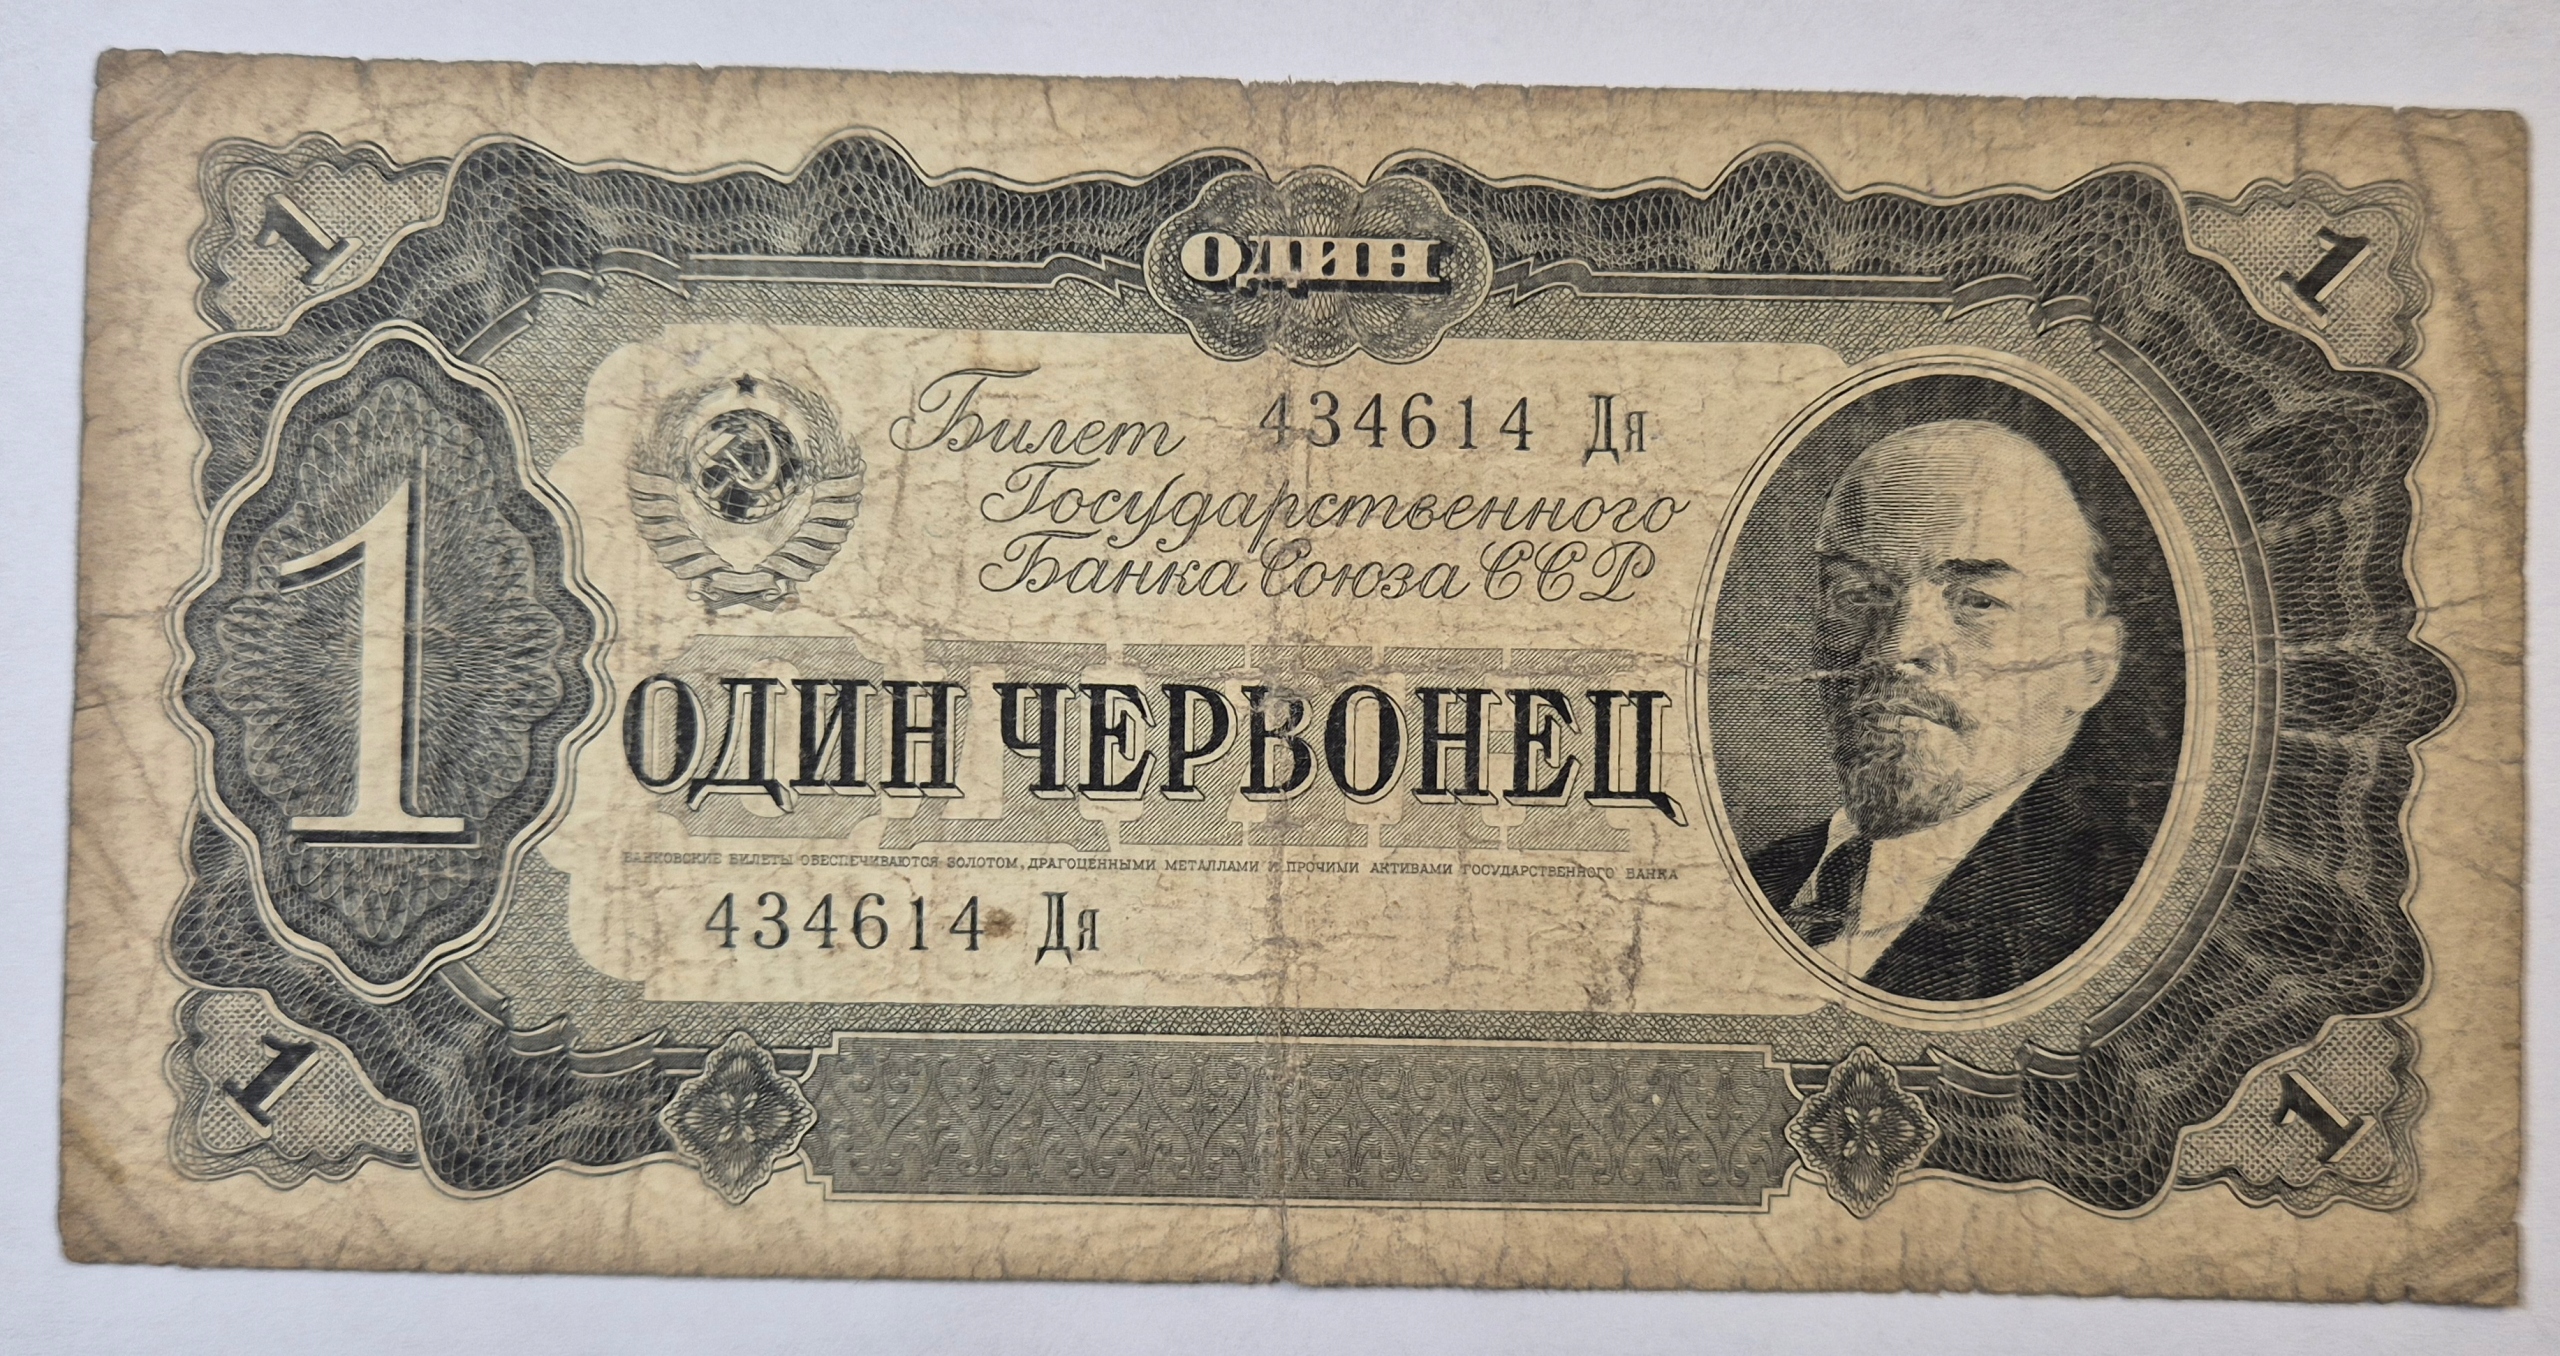 1 ОДИН 1
Билет 434614 Дя
Государственного
Банка Союза ССР
1
ОДИН
ОДИН ЧЕРВОНЕЦ
БАНКОВСКИЕ БИЛЕТЫ ОБЕСПЕЧИВАЮТСЯ ЗОЛОТОМ, ДРАГОЦЕННЫМИ МЕТАЛЛАМИ И ПРОЧИМИ АКТИВАМИ ГОСУДАРСТВЕННОГО БАНКА
434614 Дя
1 1